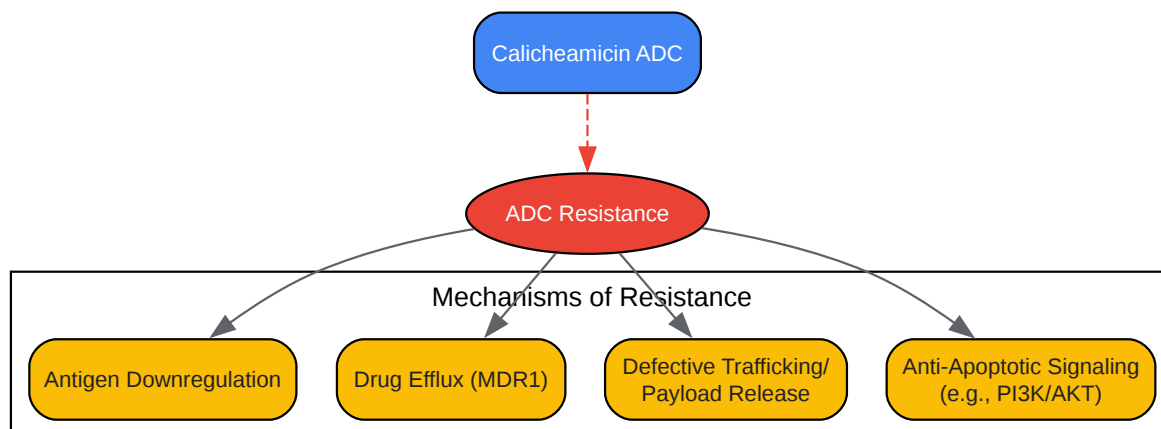 Calicheamicin ADC
ADC Resistance
Mechanisms of Resistance
Antigen Downregulation
Drug Efflux (MDR1)
Defective Trafficking/
Payload Release
Anti-Apoptotic Signaling
(e.g., PI3K/AKT)